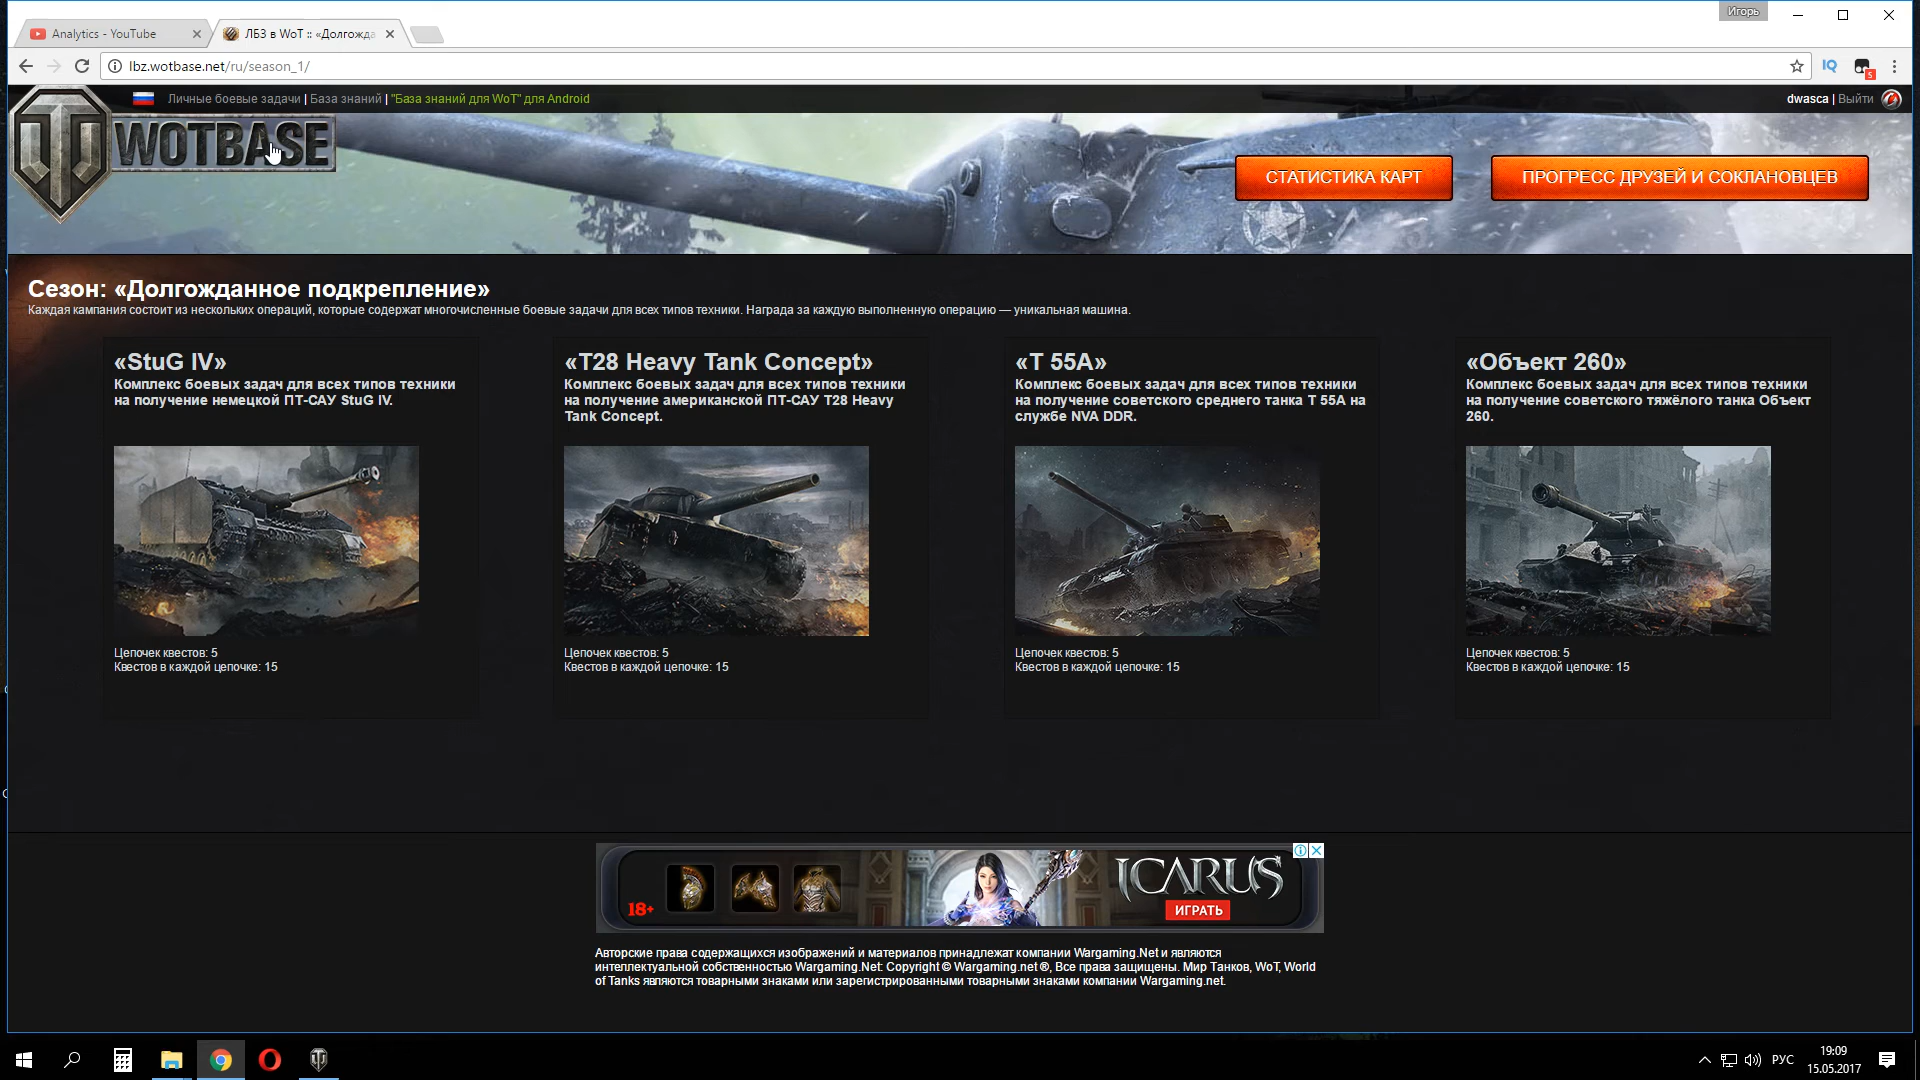 Игорь
Analytics - YouTube
ЛБЗ в WoT :: «Долгожда
lbz.wotbase.net/ru/season_1/
IQ
s
Личные боевые задачи | База знаний | "База знаний для WoT" для Android
dwasca | Выйти
WOTBASE
СТАТИСТИКА КАРТ
ПРОГРЕСС ДРУЗЕЙ И СОКЛАНОВЦЕВ
Сезон: «Долгожданное подкрепление»
Каждая кампания состоит из нескольких операций, которые содержат многочисленные боевые задачи для всех типов техники. Награда за каждую выполненную операцию — уникальная машина.
«StuG IV»
Комплекс боевых задач для всех типов техники
на получение немецкой ПТ-САУ StuG IV.
Цепочек квестов: 5
Квестов в каждой цепочке: 15
«T28 Heavy Tank Concept»
Комплекс боевых задач для всех типов техники
на получение американской ПТ-САУ T28 Heavy
Tank Concept.
Цепочек квестов: 5
Квестов в каждой цепочке: 15
«Т 55А»
Комплекс боевых задач для всех типов техники
на получение советского среднего танка Т 55А на
службе NVA DDR.
Цепочек квестов: 5
Квестов в каждой цепочке: 15
«Объект 260»
Комплекс боевых задач для всех типов техники
на получение советского тяжёлого танка Объект
260.
Цепочек квестов: 5
Квестов в каждой цепочке: 15
18+
ICARUS
ИГРАТЬ
Авторские права содержащихся изображений и материалов принадлежат компании Wargaming.Net и являются
интеллектуальной собственностью Wargaming.Net: Copyright © Wargaming.net ®, Все права защищены. Мир Танков, WoT, World
of Tanks являются товарными знаками или зарегистрированными товарными знаками компании Wargaming.net.
РУС
19:09
15.05.2017